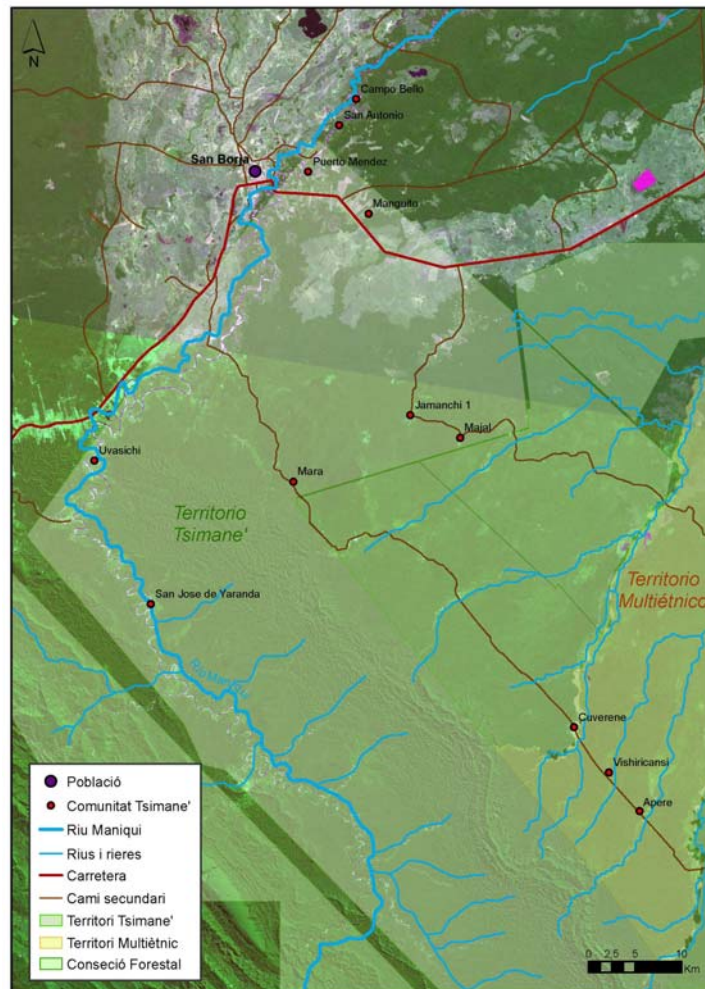 N
Campo Bello
San Antonio
San Borja
Puerto Mendez
Manguito
Jamanchi 1
Majal
Uvasichi
Mara
Territorio
Tsimane'
Territorio
Multiétnico
San Jose de Yaranda
Rio Maniqui
Cuverene
Vishiricansi
Apere
Població
Comunitat Tsimane'
Riu Maniqui
Rius i rieres
Carretera
Cami secundari
Territori Tsimane'
Territori Multiètnic
Conseció Forestal
0 2,5 5 10
Km